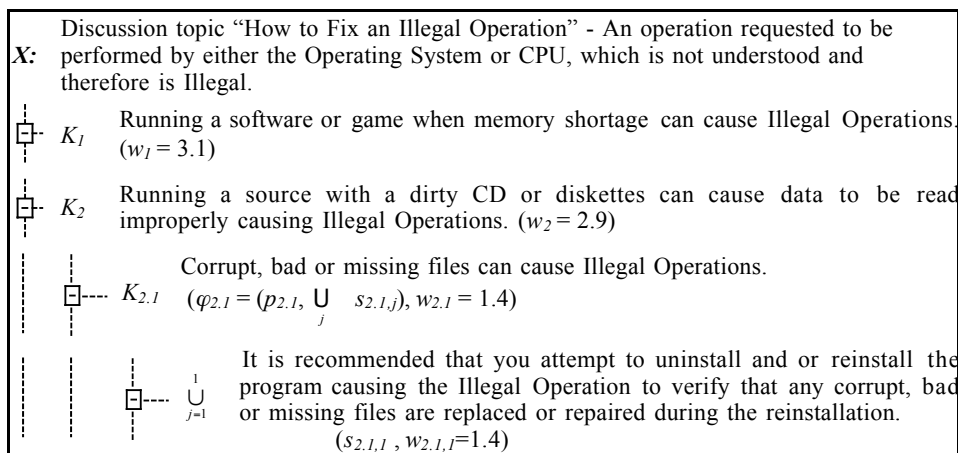 Discussion topic “How to Fix an Illegal Operation” - An operation requested to be
X: performed by either the Operating System or CPU, which is not understood and
therefore is Illegal.
K1 Running a software or game when memory shortage can cause Illegal Operations.
(w1 = 3.1)
K2 Running a source with a dirty CD or diskettes can cause data to be read
improperly causing Illegal Operations. (w2 = 2.9)
Corrupt, bad or missing files can cause Illegal Operations.
K2.1 (φ2.1 = (p2.1, ∪j s2.1,j), w2.1 = 1.4)
It is recommended that you attempt to uninstall and or reinstall the
1∪j=1 program causing the Illegal Operation to verify that any corrupt, bad
or missing files are replaced or repaired during the reinstallation.
(s2.1,1 , w2.1,1=1.4)